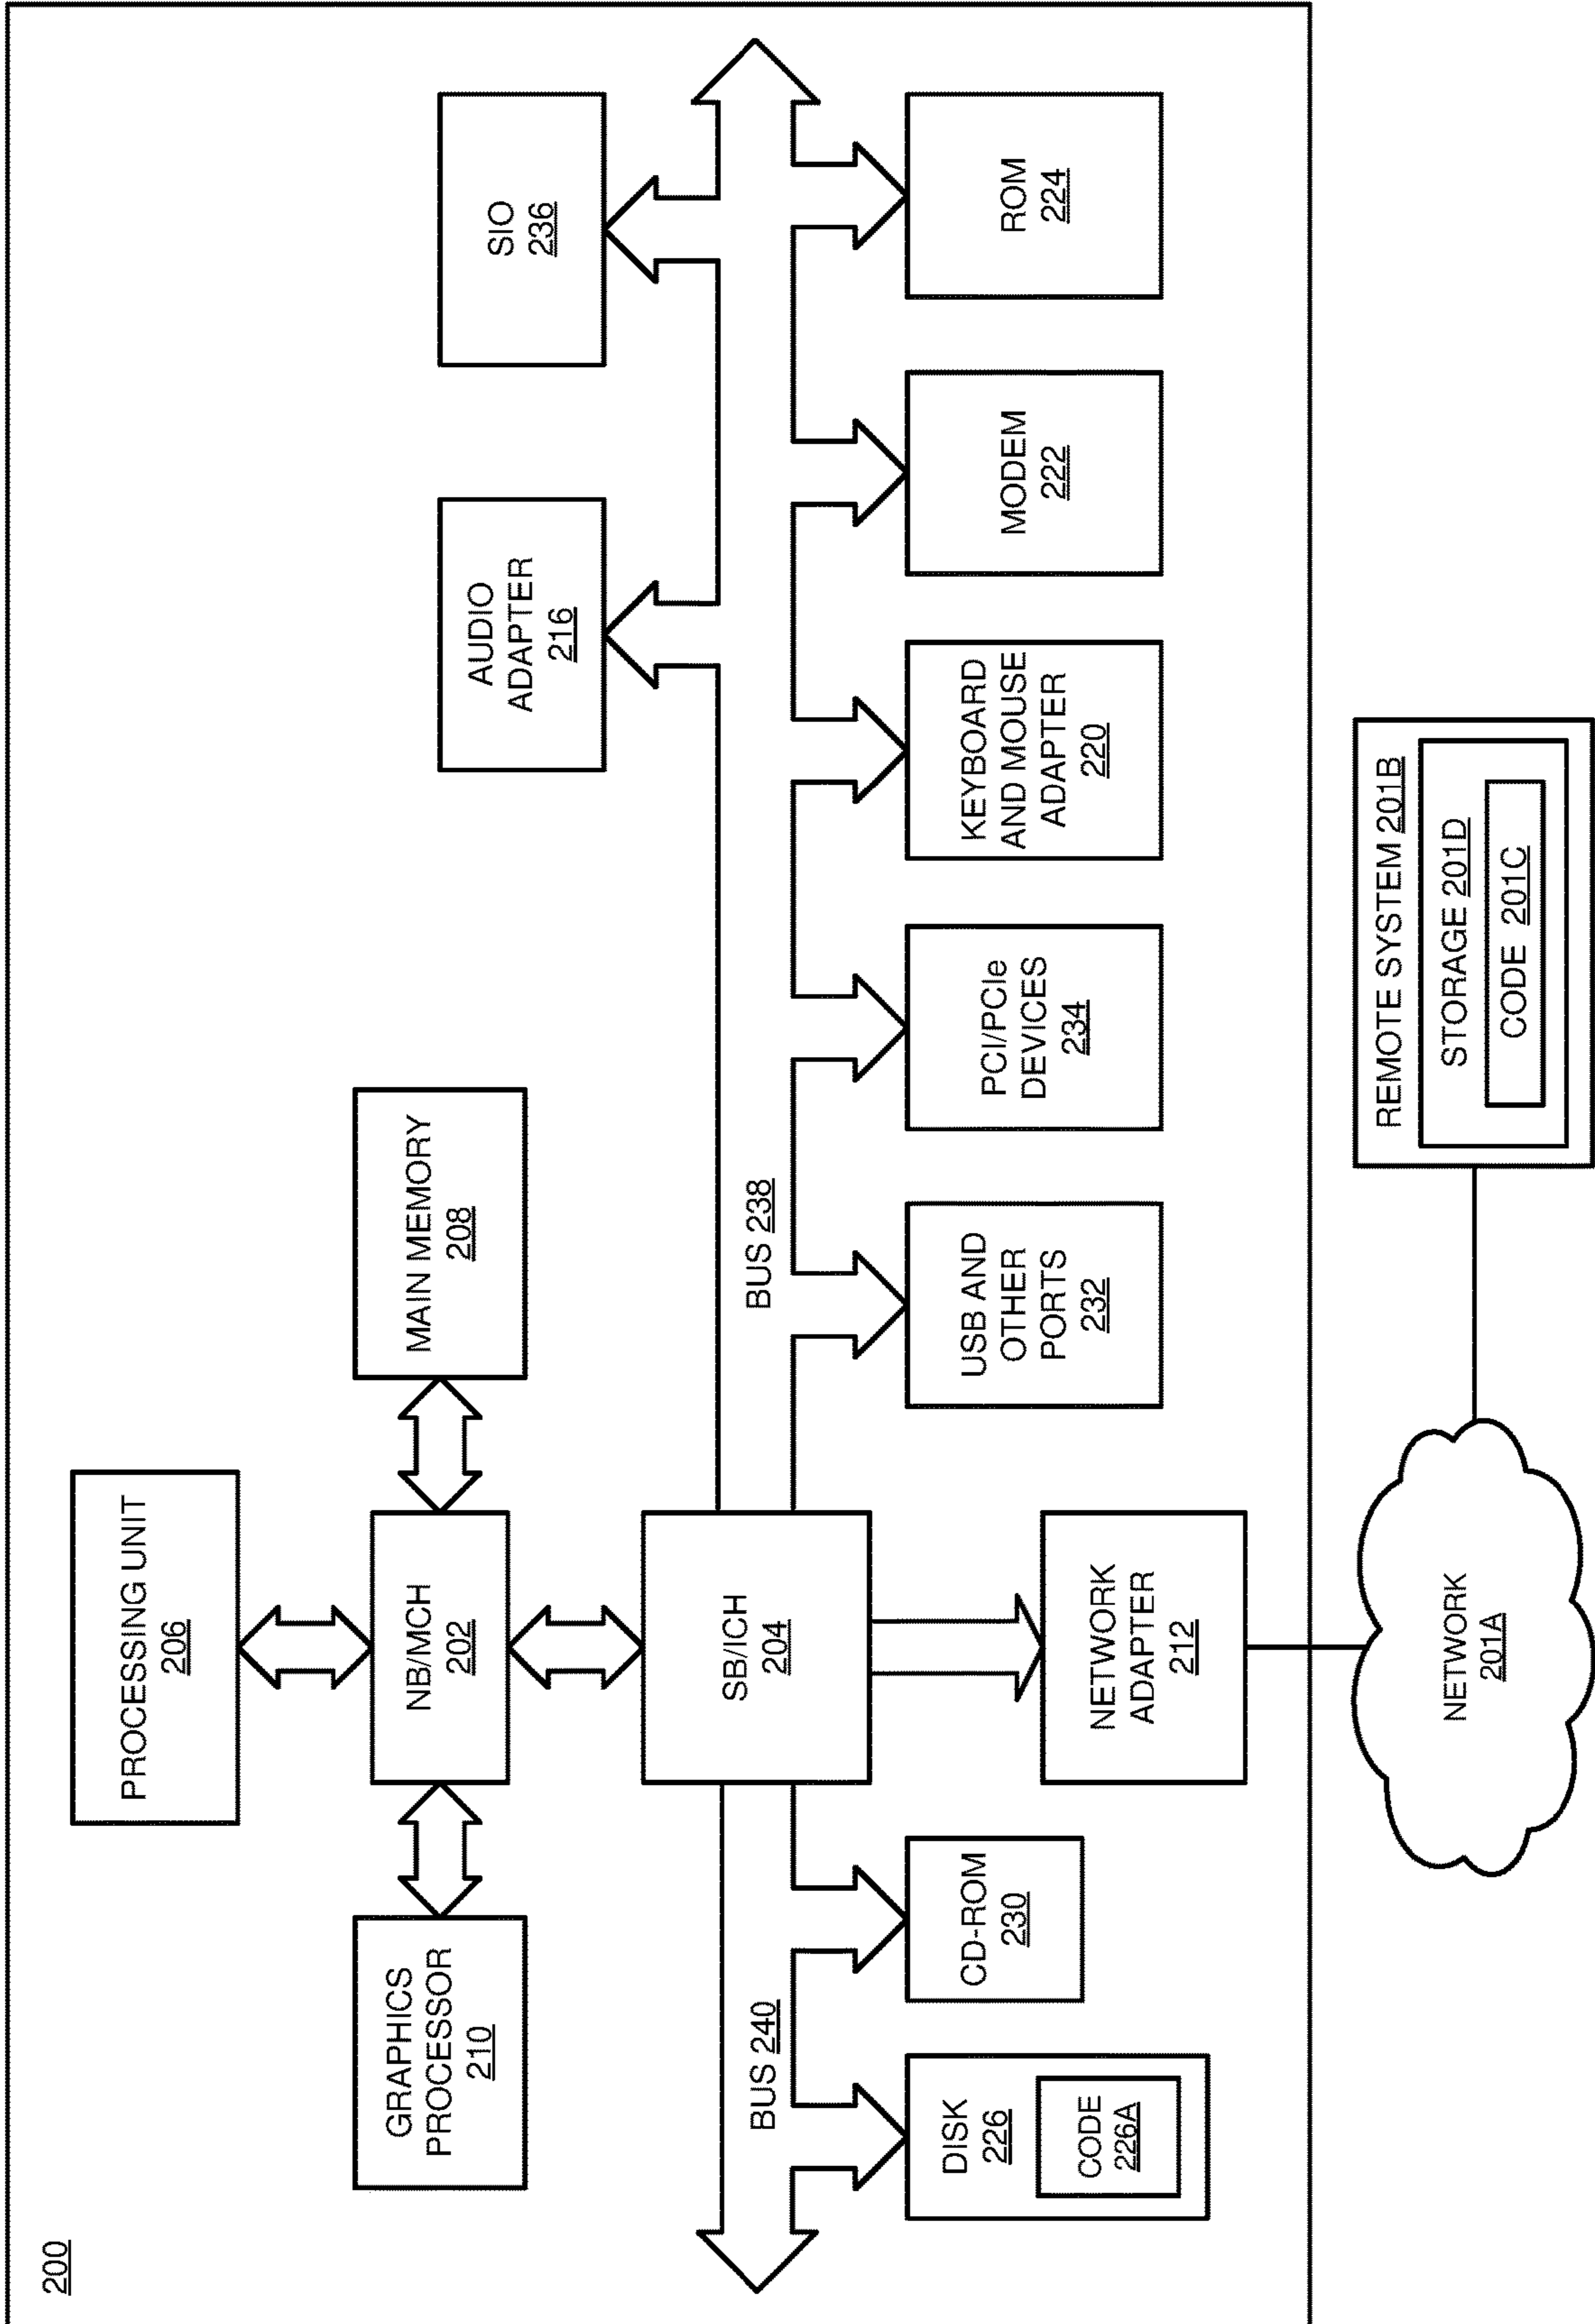 200
PROCESSING UNIT
206
GRAPHICS
PROCESSOR
210
NB/MCH
202
MAIN MEMORY
208
AUDIO
ADAPTER
216
SIO
236
SB/ICH
204
BUS 240
BUS 238
DISK
226
CODE
226A
CD-ROM
230
NETWORK
ADAPTER
212
USB AND
OTHER
PORTS
232
PCI/PCIe
DEVICES
234
KEYBOARD
AND MOUSE
ADAPTER
220
MODEM
222
ROM
224
NETWORK
201A
REMOTE SYSTEM 201B
STORAGE 201D
CODE 201C